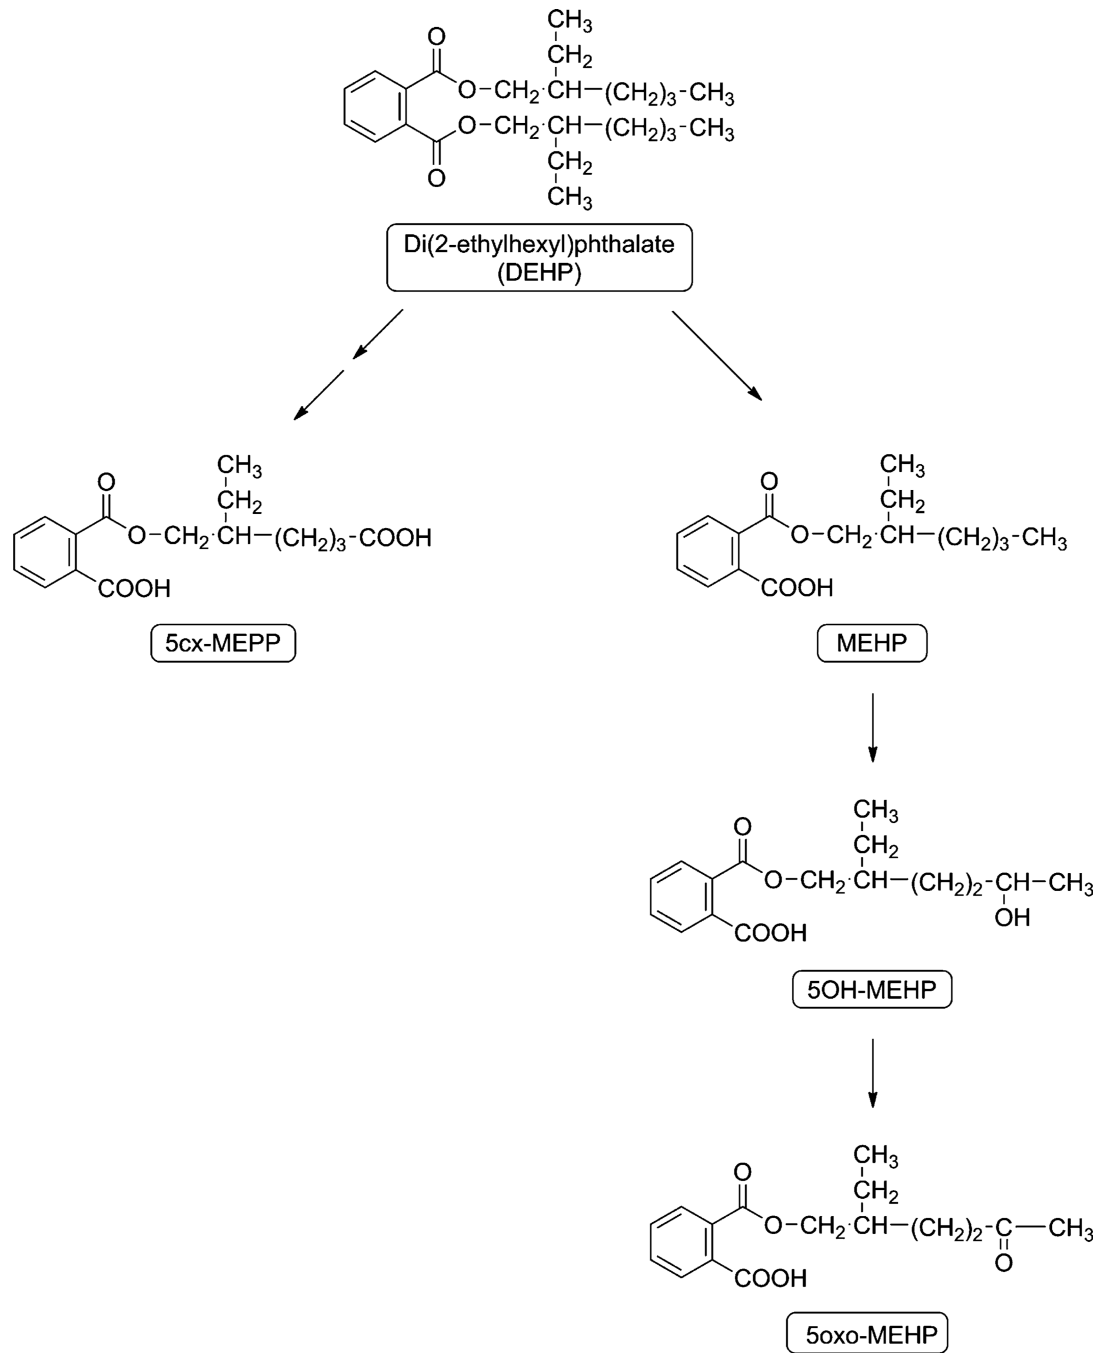 CH3
CH2
O
O-CH2-CH-(CH2)3-CH3
O-CH2-CH-(CH2)3-CH3
O
CH2
CH3
Di(2-ethylhexyl)phthalate
(DEHP)
CH3
CH2
O
O-CH2-CH-(CH2)3-COOH
COOH
5cx-MEPP
CH3
CH2
O
O-CH2-CH-(CH2)3-CH3
COOH
MEHP
CH3
CH2
O
O-CH2-CH-(CH2)2-CH-CH3
OH
COOH
5OH-MEHP
CH3
CH2
O
O-CH2-CH-(CH2)2-C-CH3
O
COOH
5oxo-MEHP